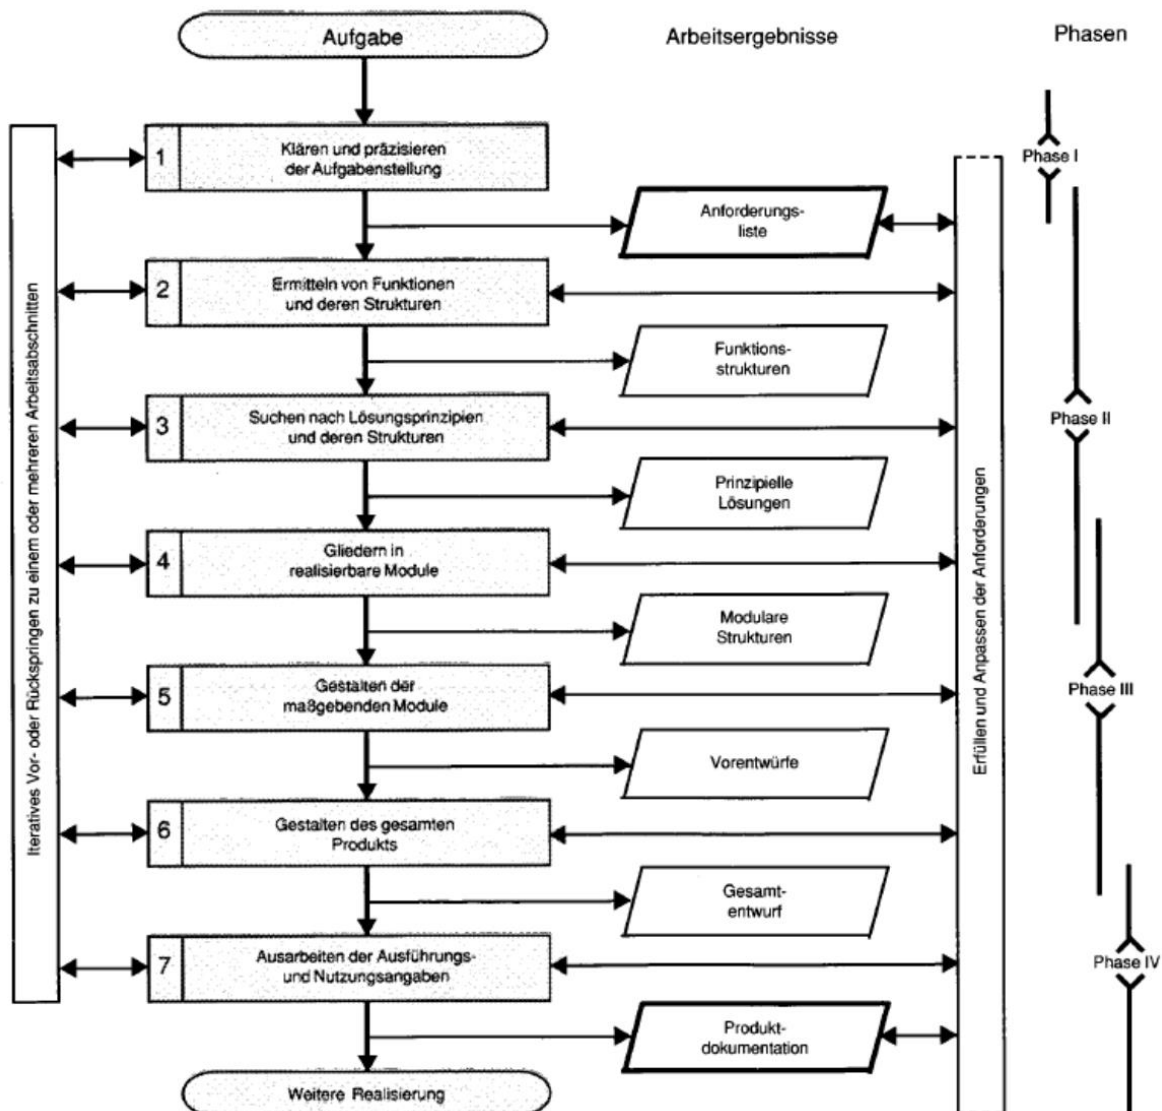 Aufgabe
Arbeitsergebnisse
Phasen
1
Klären und präzisieren
der Aufgabenstellung
Phase I
Anforderungs-
liste
2
Ermitteln von Funktionen
und deren Strukturen
Funktions-
strukturen
3
Suchen nach Lösungsprinzipien
und deren Strukturen
Phase II
Prinzipielle
Lösungen
4
Gliedern in
realisierbare Module
Modulare
Strukturen
5
Gestalten der
maßgebenden Module
Phase III
Vorentwürfe
6
Gestalten des gesamten
Produkts
Gesamt-
entwurf
7
Ausarbeiten der Ausführungs-
und Nutzungsangaben
Phase IV
Produkt-
dokumentation
Weitere Realisierung
Iteratives Vor- oder Rückspringen zu einem oder mehreren Arbeitsabschnitten
Erfüllen und Anpassen der Anforderungen